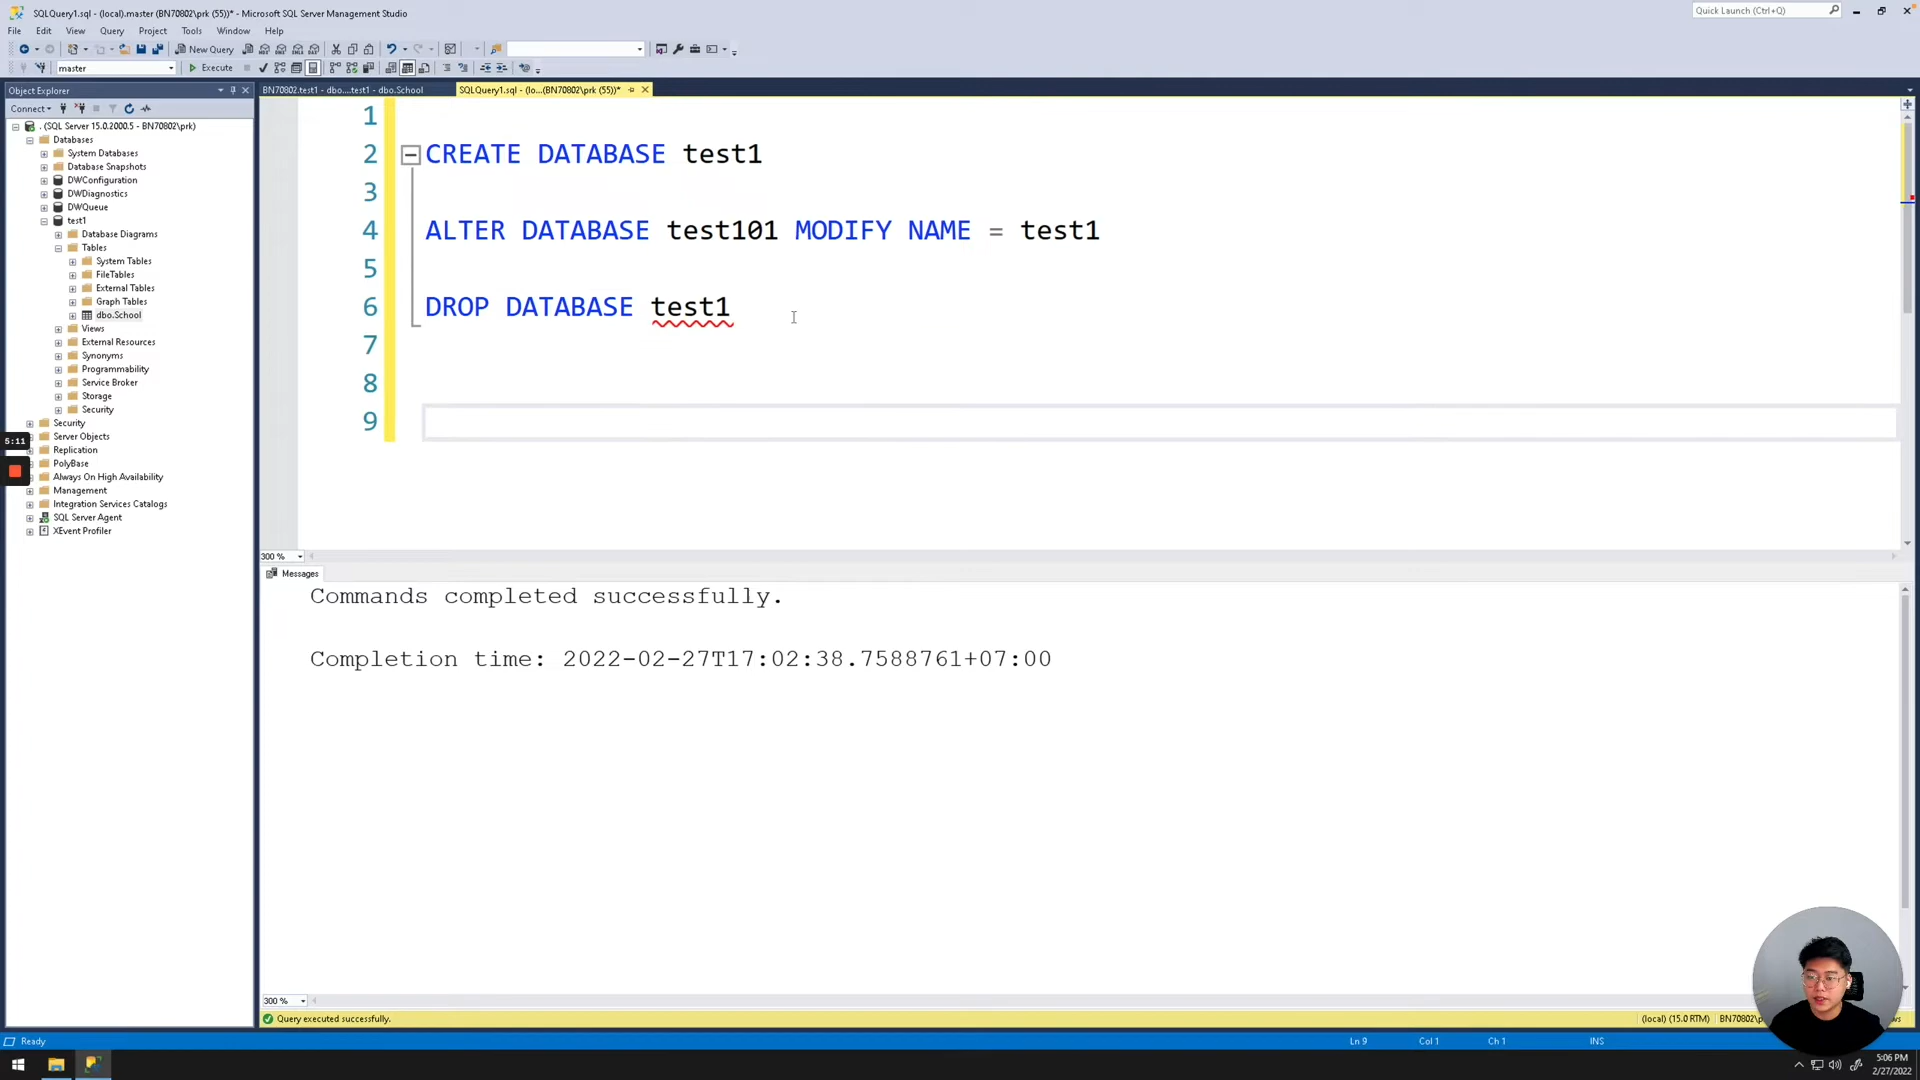 SQLQuery1.sql - (local).master (BN70802\prk (55))* - Microsoft SQL Server Management Studio
Quick Launch (Ctrl+Q)
File Edit View Query Project Tools Window Help
New Query
master
Execute
Object Explorer
BN70802.test1 - dbo....test1 - dbo.School
SQLQuery1.sql - (lo...(BN70802\prk (55))*
Connect
. (SQL Server 15.0.2000.5 - BN70802\prk)
Databases
System Databases
Database Snapshots
DWConfiguration
DWDiagnostics
DWQueue
test1
Database Diagrams
Tables
System Tables
FileTables
External Tables
Graph Tables
dbo.School
Views
External Resources
Synonyms
Programmability
Service Broker
Storage
Security
Security
Server Objects
Replication
PolyBase
Always On High Availability
Management
Integration Services Catalogs
SQL Server Agent
XEvent Profiler
5:11
1
2 CREATE DATABASE test1
3
4 ALTER DATABASE test101 MODIFY NAME = test1
5
6 DROP DATABASE test1
7
8
9
300 %
Messages
Commands completed successfully.
Completion time: 2022-02-27T17:02:38.7588761+07:00
300 %
Query executed successfully.
(local) (15.0 RTM)
Ready
Ln 9
Col 1
Ch 1
INS
5:06 PM
2/27/2022